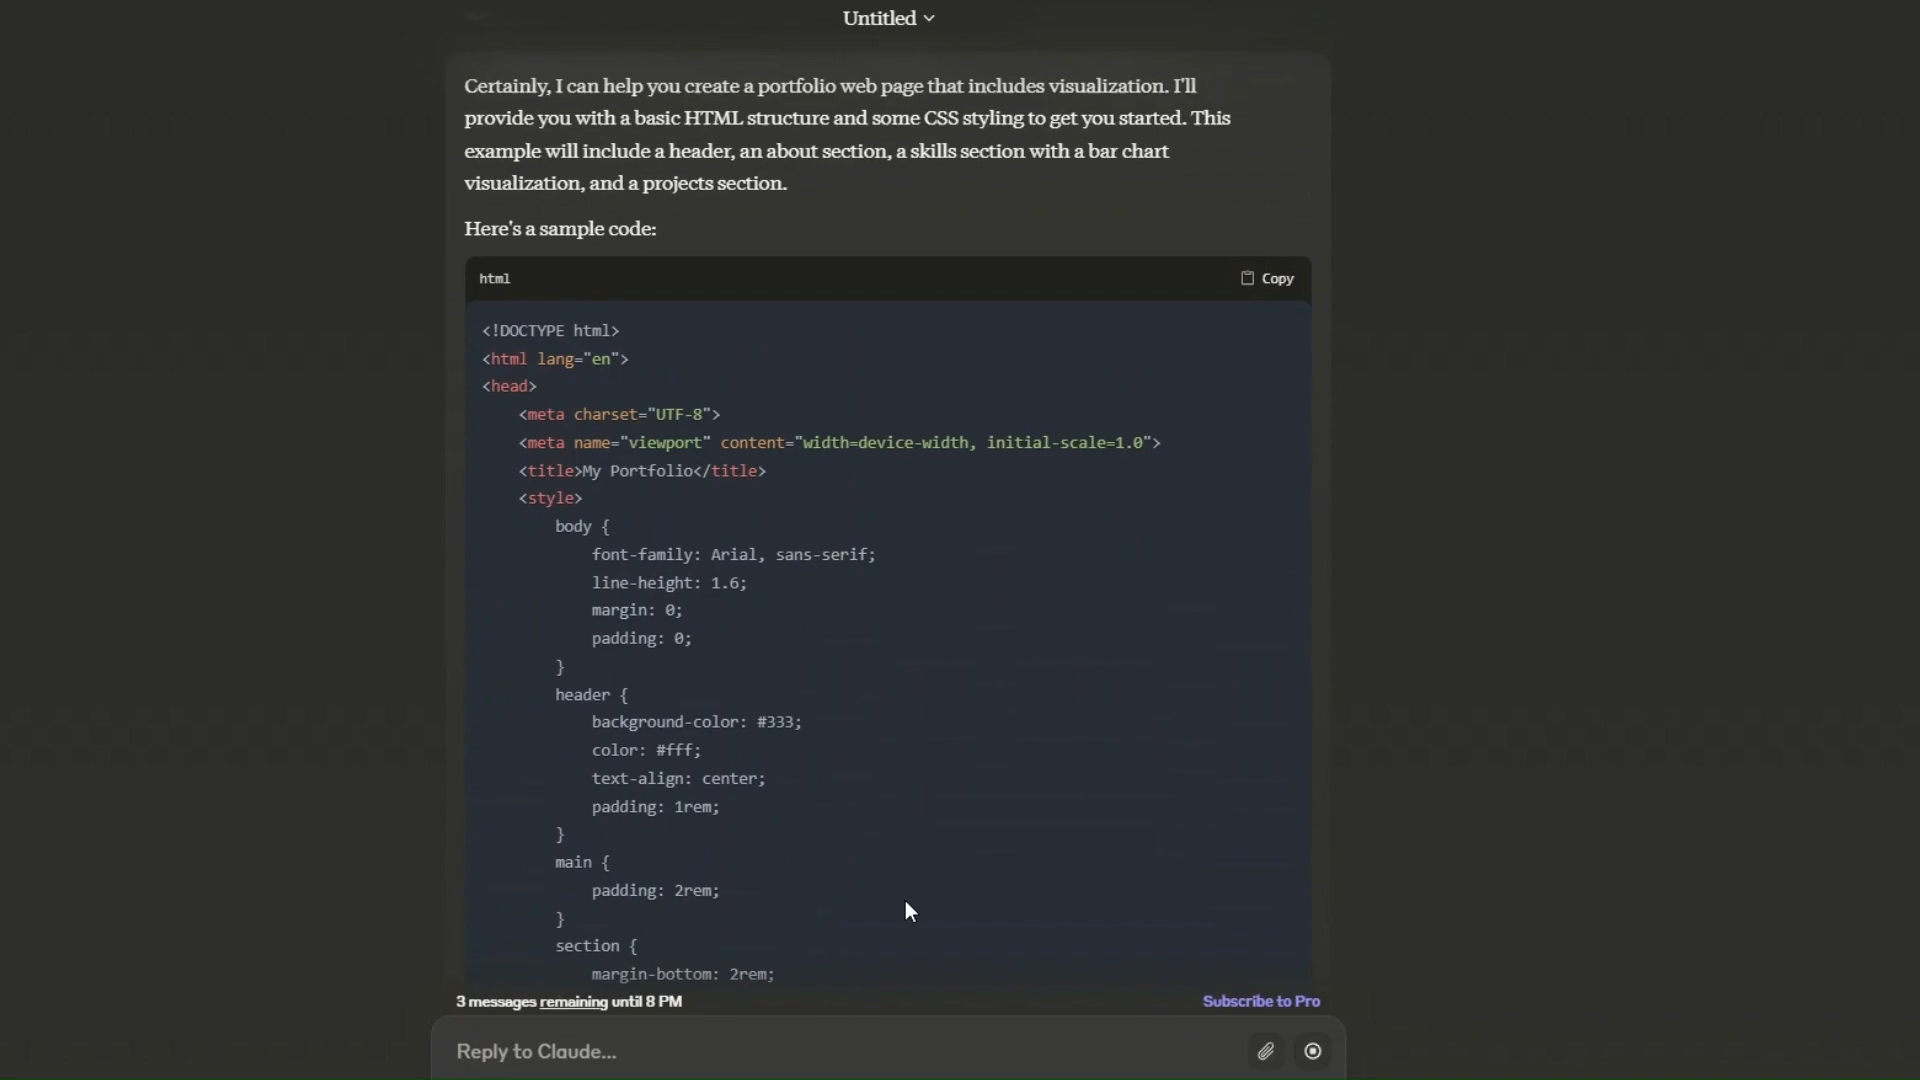 Untitled
Certainly, I can help you create a portfolio web page that includes visualization. I'll
provide you with a basic HTML structure and some CSS styling to get you started. This
example will include a header, an about section, a skills section with a bar chart
visualization, and a projects section.
Here's a sample code:
html
Copy
<!DOCTYPE html>
<html lang="en">
<head>
    <meta charset="UTF-8">
    <meta name="viewport" content="width=device-width, initial-scale=1.0">
    <title>My Portfolio</title>
    <style>
        body {
            font-family: Arial, sans-serif;
            line-height: 1.6;
            margin: 0;
            padding: 0;
        }
        header {
            background-color: #333;
            color: #fff;
            text-align: center;
            padding: 1rem;
        }
        main {
            padding: 2rem;
        }
        section {
            margin-bottom: 2rem;
3 messages remaining until 8 PM
Subscribe to Pro
Reply to Claude...